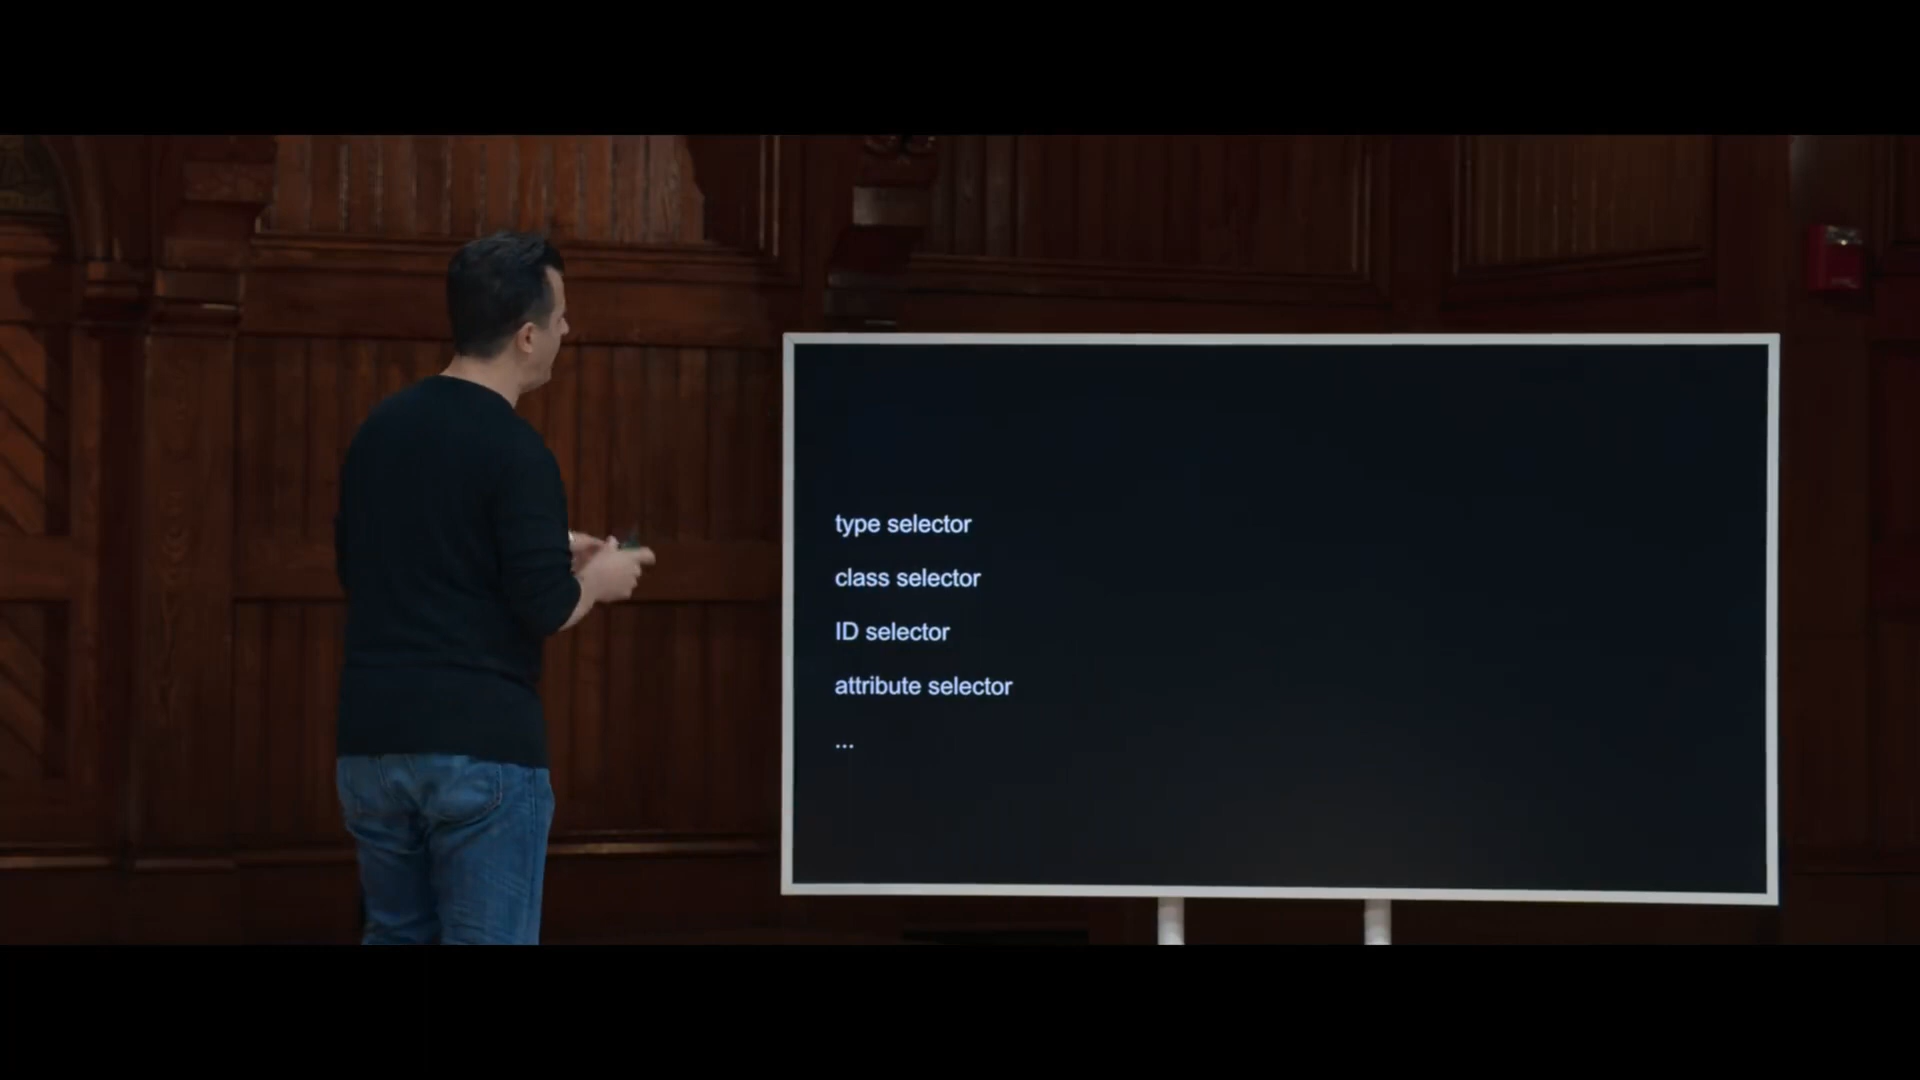 type selector
class selector
ID selector
attribute selector
...